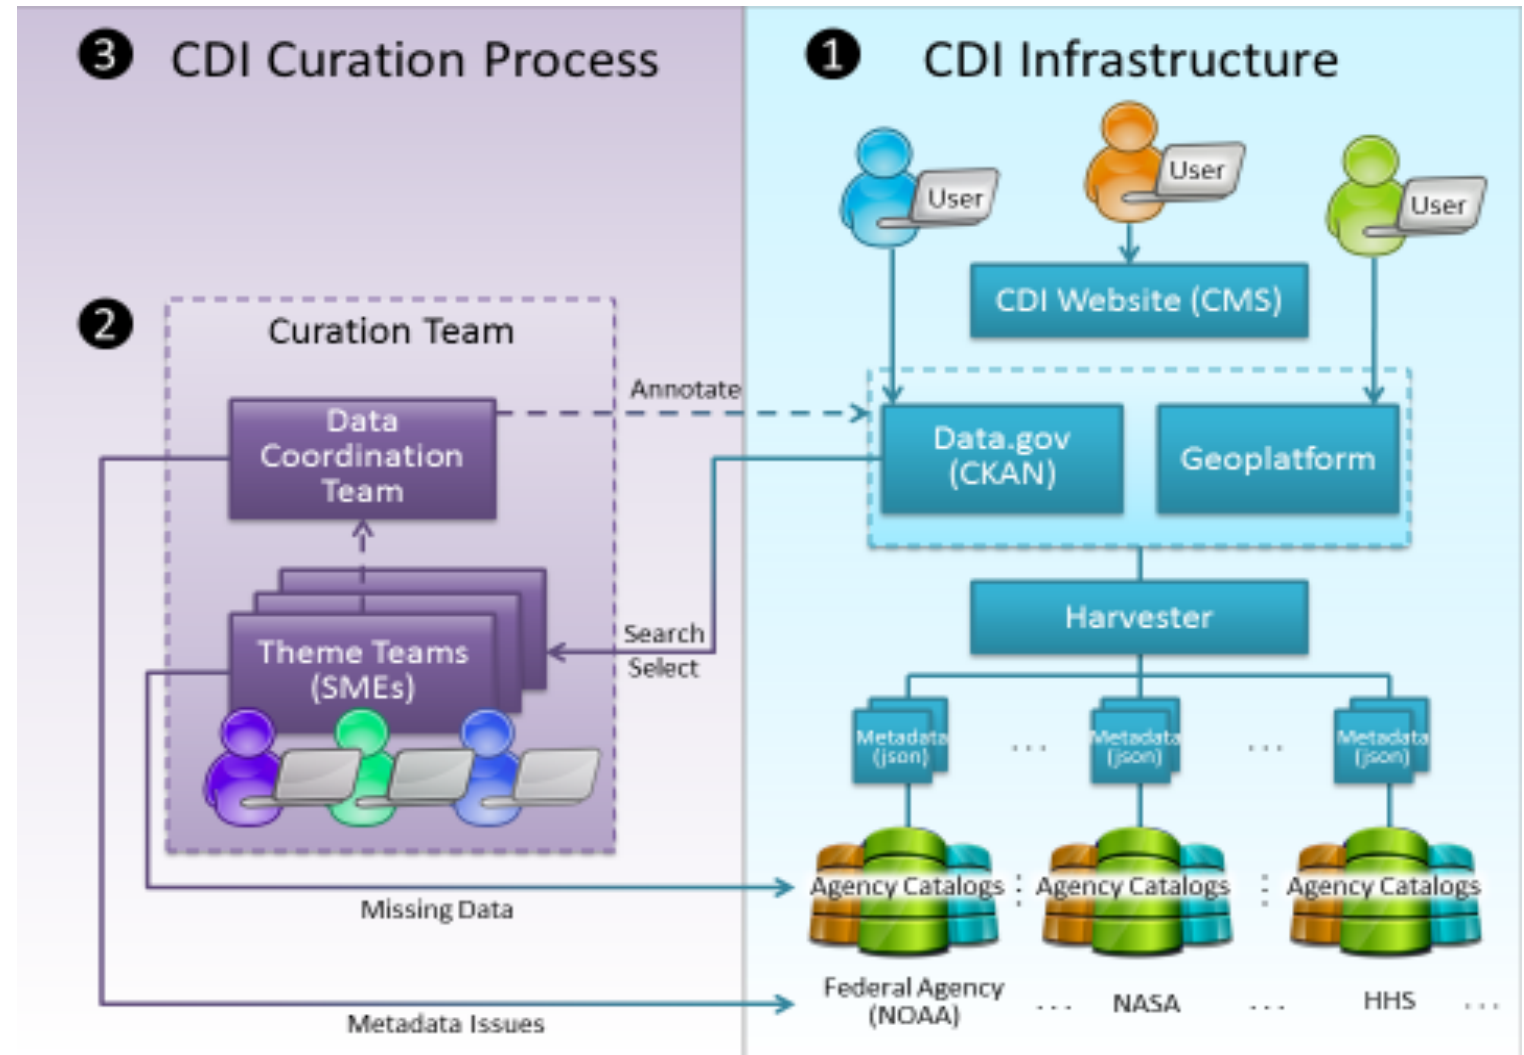 3 CDI Curation Process
1 CDI Infrastructure
User
User
User
CDI Website (CMS)
2
Curation Team
Data
Coordination
Team
Annotate
Data.gov
(CKAN)
Geoplatform
Harvester
Theme Teams
(SMEs)
Search
Select
Metadata
(json)
...
Metadata
(json)
...
Metadata
(json)
Agency Catalogs
Agency Catalogs
Agency Catalogs
Missing Data
Federal Agency
(NOAA)
...
NASA
...
HHS
...
Metadata Issues